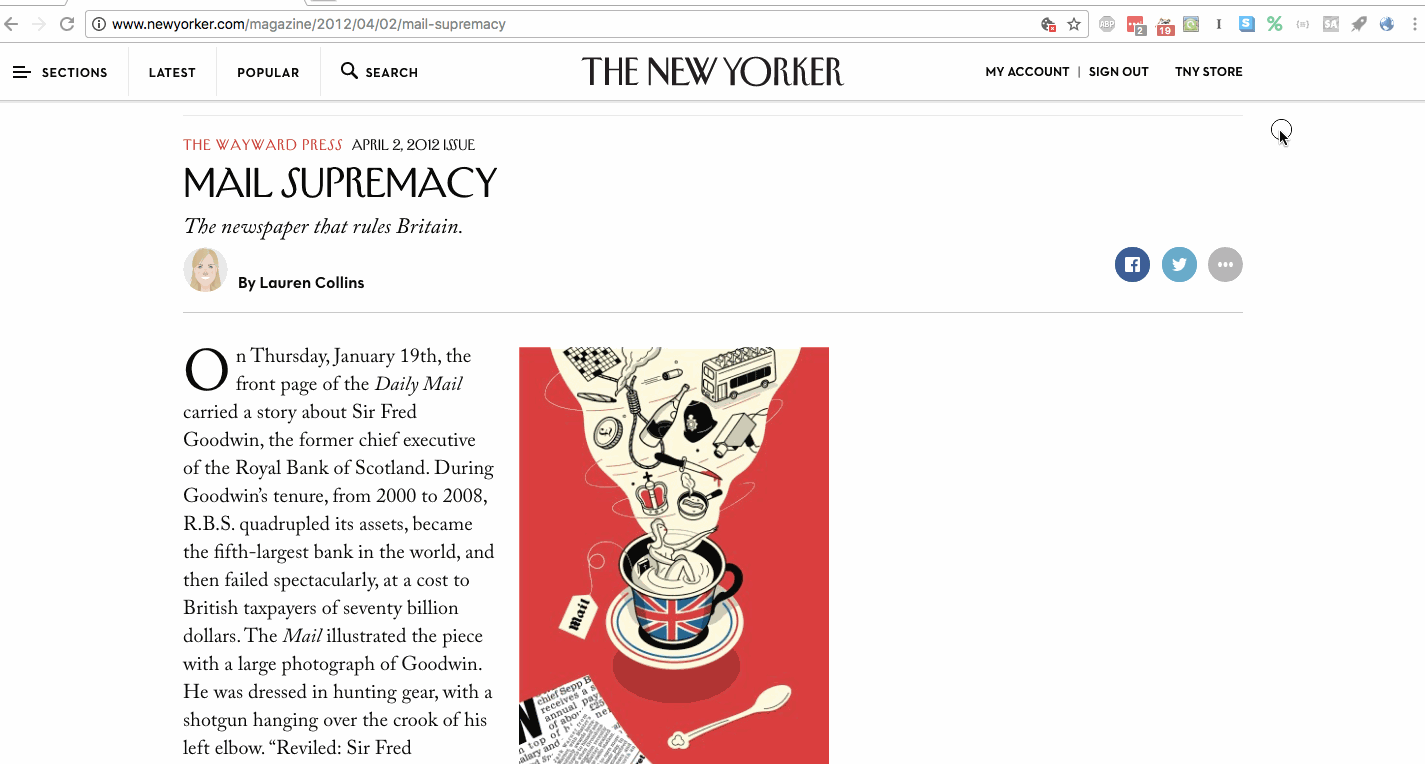 www.newyorker.com/magazine/2012/04/02/mail-supremacy
ABP
2
19
I
S
%
{s}
SA
SECTIONS
LATEST
POPULAR
SEARCH
THE NEW YORKER
MY ACCOUNT | SIGN OUT
TNY STORE
THE WAYWARD PRESS APRIL 2, 2012 ISSUE
MAIL SUPREMACY
The newspaper that rules Britain.
By Lauren Collins
On Thursday, January 19th, the
front page of the Daily Mail
carried a story about Sir Fred
Goodwin, the former chief executive
of the Royal Bank of Scotland. During
Goodwin’s tenure, from 2000 to 2008,
R.B.S. quadrupled its assets, became
the fifth-largest bank in the world, and
then failed spectacularly, at a cost to
British taxpayers of seventy billion
dollars. The Mail illustrated the piece
with a large photograph of Goodwin.
He was dressed in hunting gear, with a
shotgun hanging over the crook of his
left elbow. “Reviled: Sir Fred
mail
chief Sepp B
receives a s
annual pay
of
top of
alary and